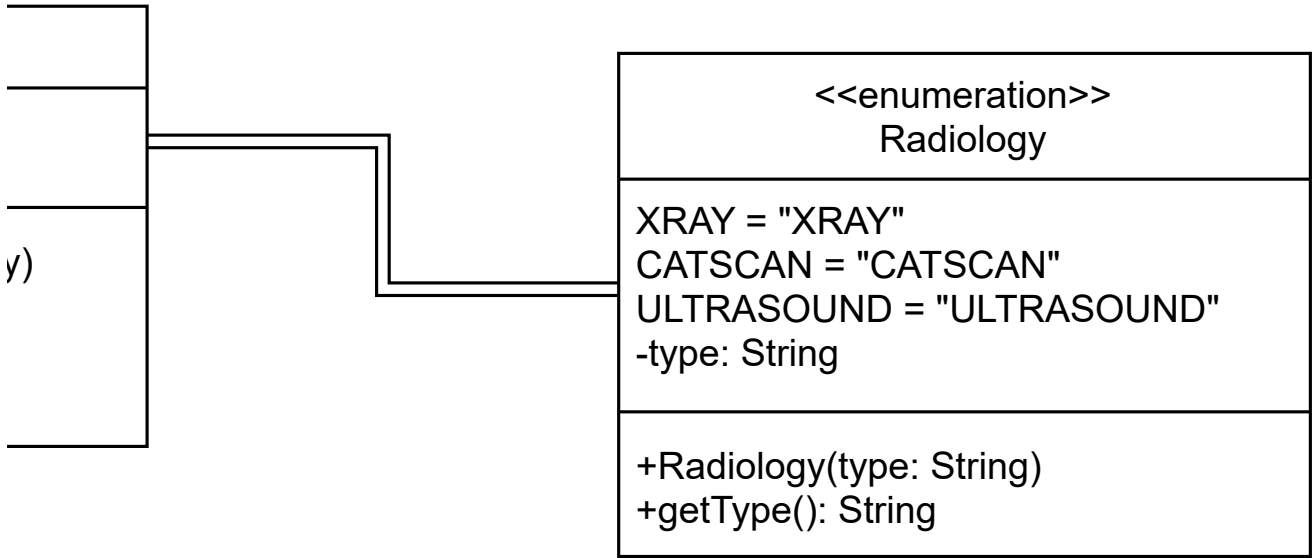 y)
<<enumeration>>
Radiology
XRAY = "XRAY"
CATSCAN = "CATSCAN"
ULTRASOUND = "ULTRASOUND"
-type: String
+Radiology(type: String)
+getType(): String